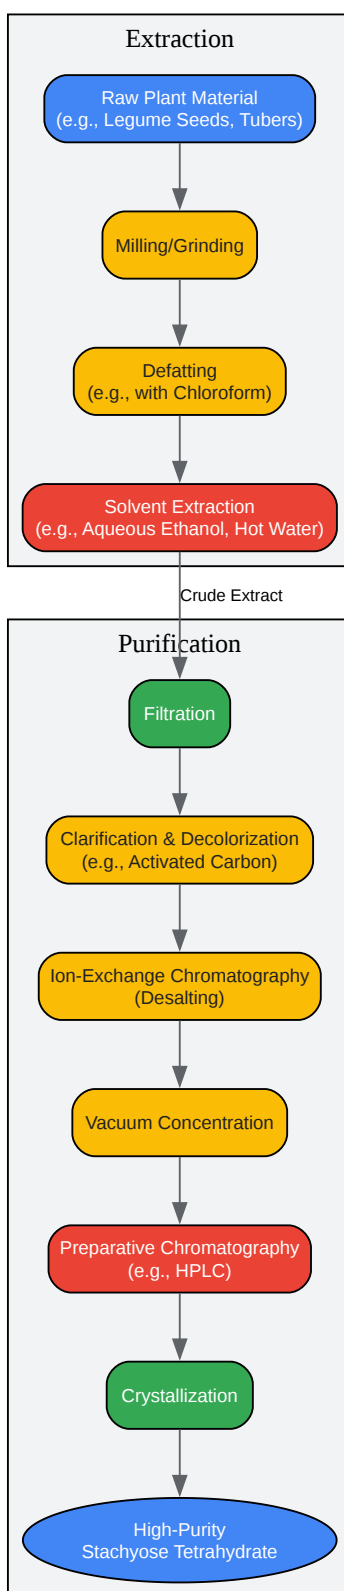 Extraction
Raw Plant Material
(e.g., Legume Seeds, Tubers)
Milling/Grinding
Defatting
(e.g., with Chloroform)
Solvent Extraction
(e.g., Aqueous Ethanol, Hot Water)
Crude Extract
Purification
Filtration
Clarification & Decolorization
(e.g., Activated Carbon)
Ion-Exchange Chromatography
(Desalting)
Vacuum Concentration
Preparative Chromatography
(e.g., HPLC)
Crystallization
High-Purity
Stachyose Tetrahydrate